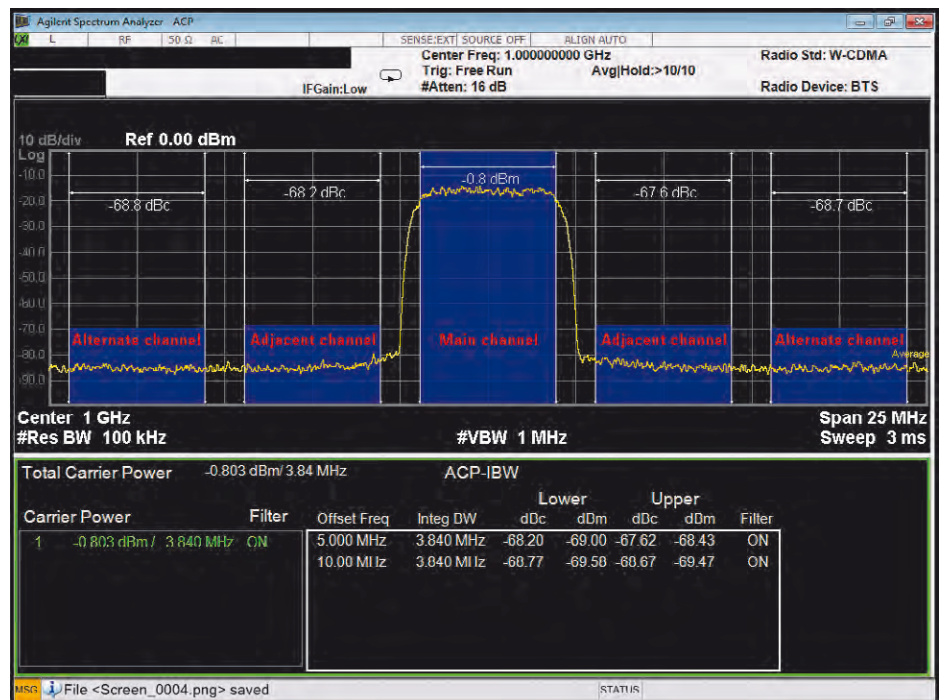 Agilent Spectrum Analyzer ACP
L RF 50 Ω AC SENSE:EXT SOURCE OFF ALIGN AUTO
Center Freq: 1.000000000 GHz Radio Std: W-CDMA
Trig: Free Run Avg|Hold:>10/10
IFGain:Low #Atten: 16 dB Radio Device: BTS
10 dB/div Ref 0.00 dBm
Log
-10.0
-20.0
-30.0
-40.0
-50.0
-60.0
-70.0
-80.0
-90.0
-68.8 dBc
-68.2 dBc
-0.8 dBm
-67.6 dBc
-68.7 dBc
Alternate channel Adjacent channel Main channel Adjacent channel Alternate channel
Average
Center 1 GHz Span 25 MHz
#Res BW 100 kHz #VBW 1 MHz Sweep 3 ms
Total Carrier Power -0.803 dBm/ 3.84 MHz ACP-IBW
Lower Upper
Carrier Power Filter Offset Freq Integ BW dBc dBm dBc dBm Filter
1 -0.803 dBm / 3.840 MHz ON 5.000 MHz 3.840 MHz -68.20 -69.00 -67.62 -68.43 ON
10.00 MHz 3.840 MHz -68.77 -69.58 -68.67 -69.47 ON
MSG File <Screen_0004.png> saved STATUS